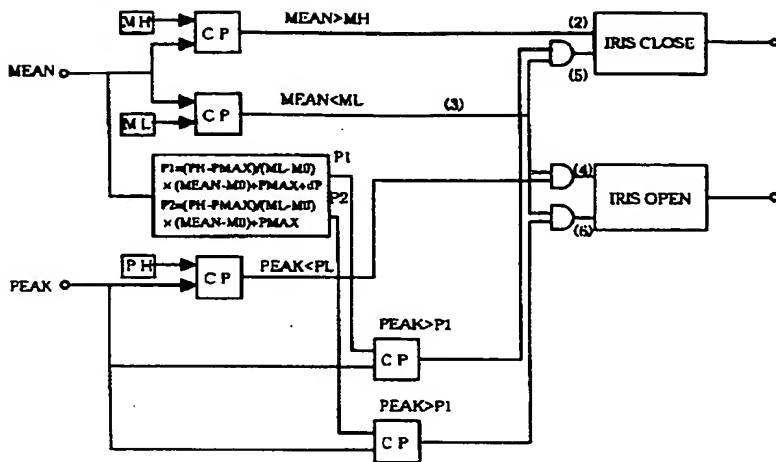 MH
CP
MEAN>MH
(2)
IRIS CLOSE
MEAN
(5)
ML
CP
MEAN<ML
(3)
P1=(PH-PMAX)/(ML-M0)
×(MEAN-M0)+PMAX+dP
P2=(PH-PMAX)/(ML-M0)
×(MEAN-M0)+PMAX
P1
P2
(4)
IRIS OPEN
(6)
PH
CP
PEAK<PL
PEAK
PEAK>P1
CP
PEAK>P1
CP